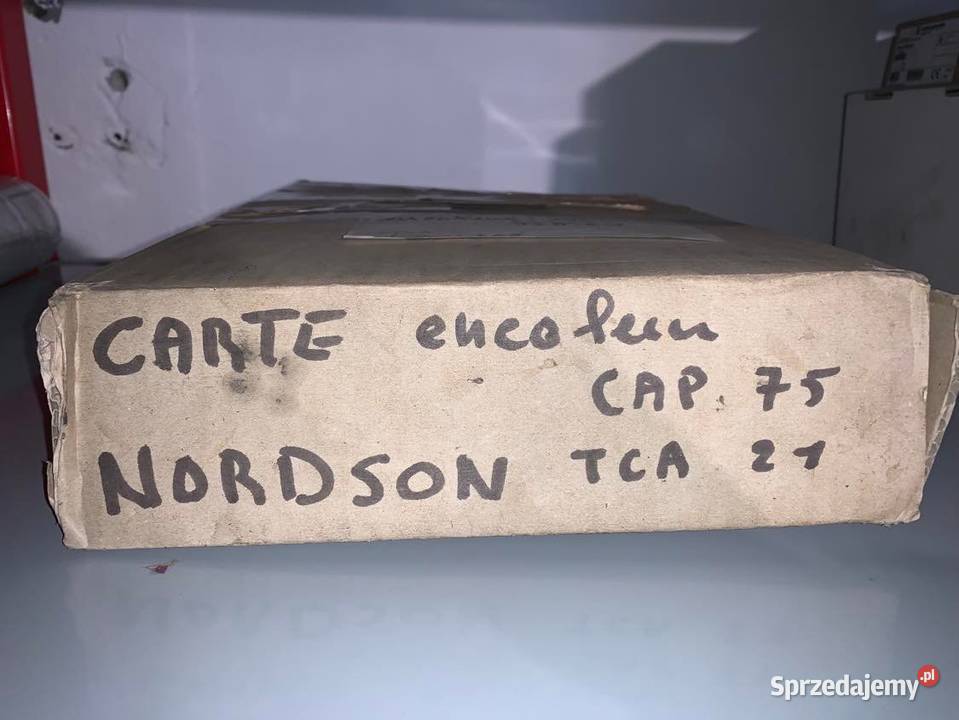 CARTE encoleur
CAP. 75
NORDSON TCA 21
Sprzedajemy.pl